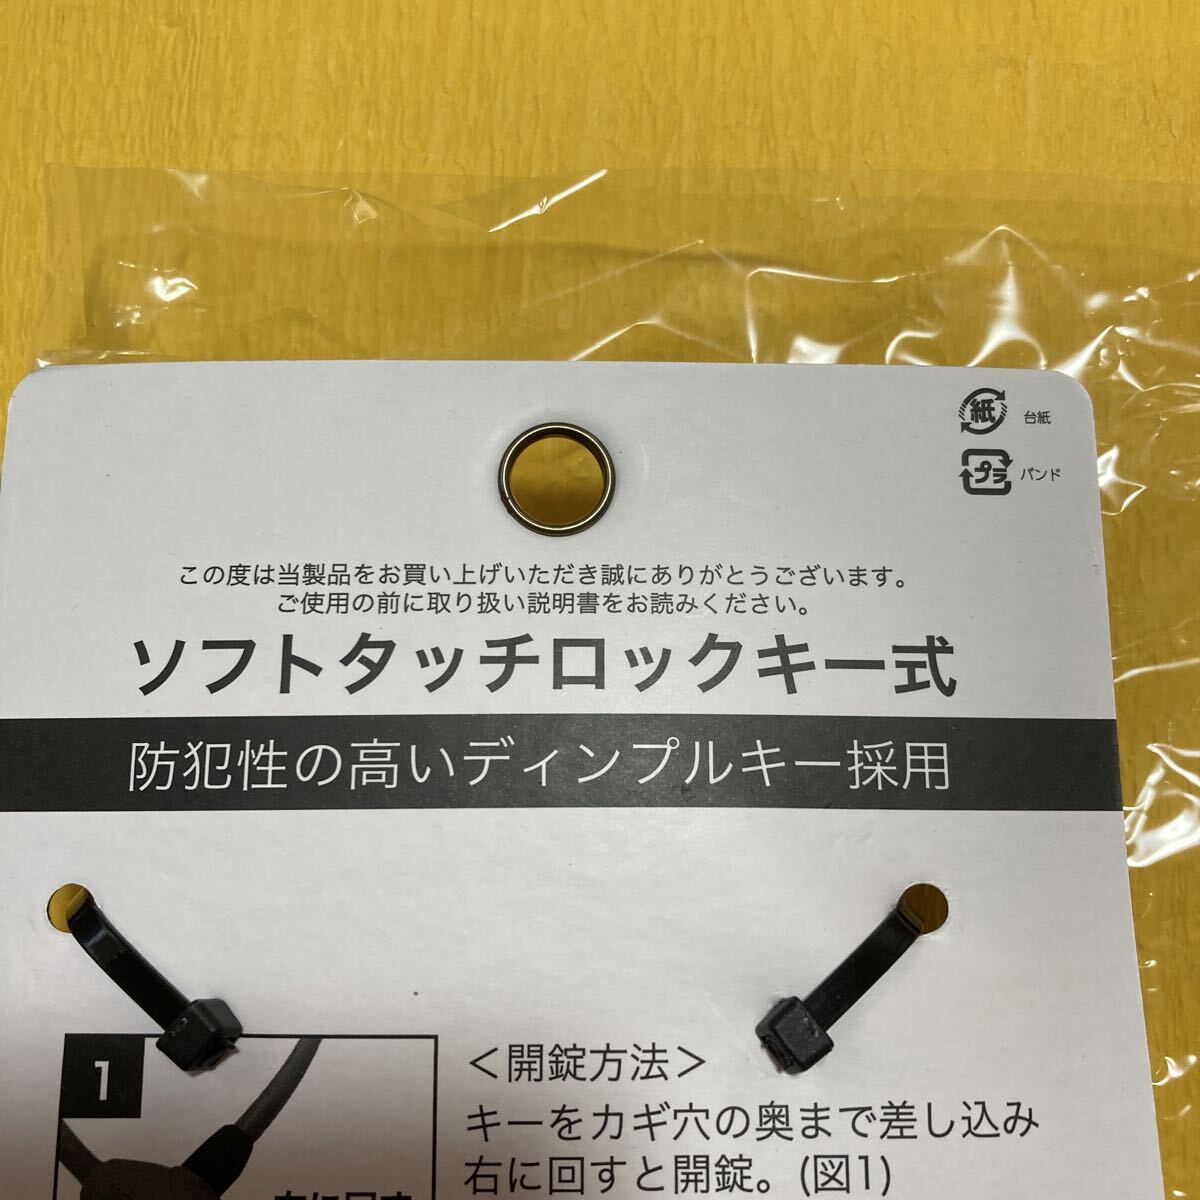 紙 台紙
プラ バンド
この度は当製品をお買い上げいただき誠にありがとうございます。
ご使用の前に取り扱い説明書をお読みください。
ソフトタッチロックキー式
防犯性の高いディンプルキー採用
1
＜開錠方法＞
キーをカギ穴の奥まで差し込み
右に回すと開錠。(図1)
右に回す